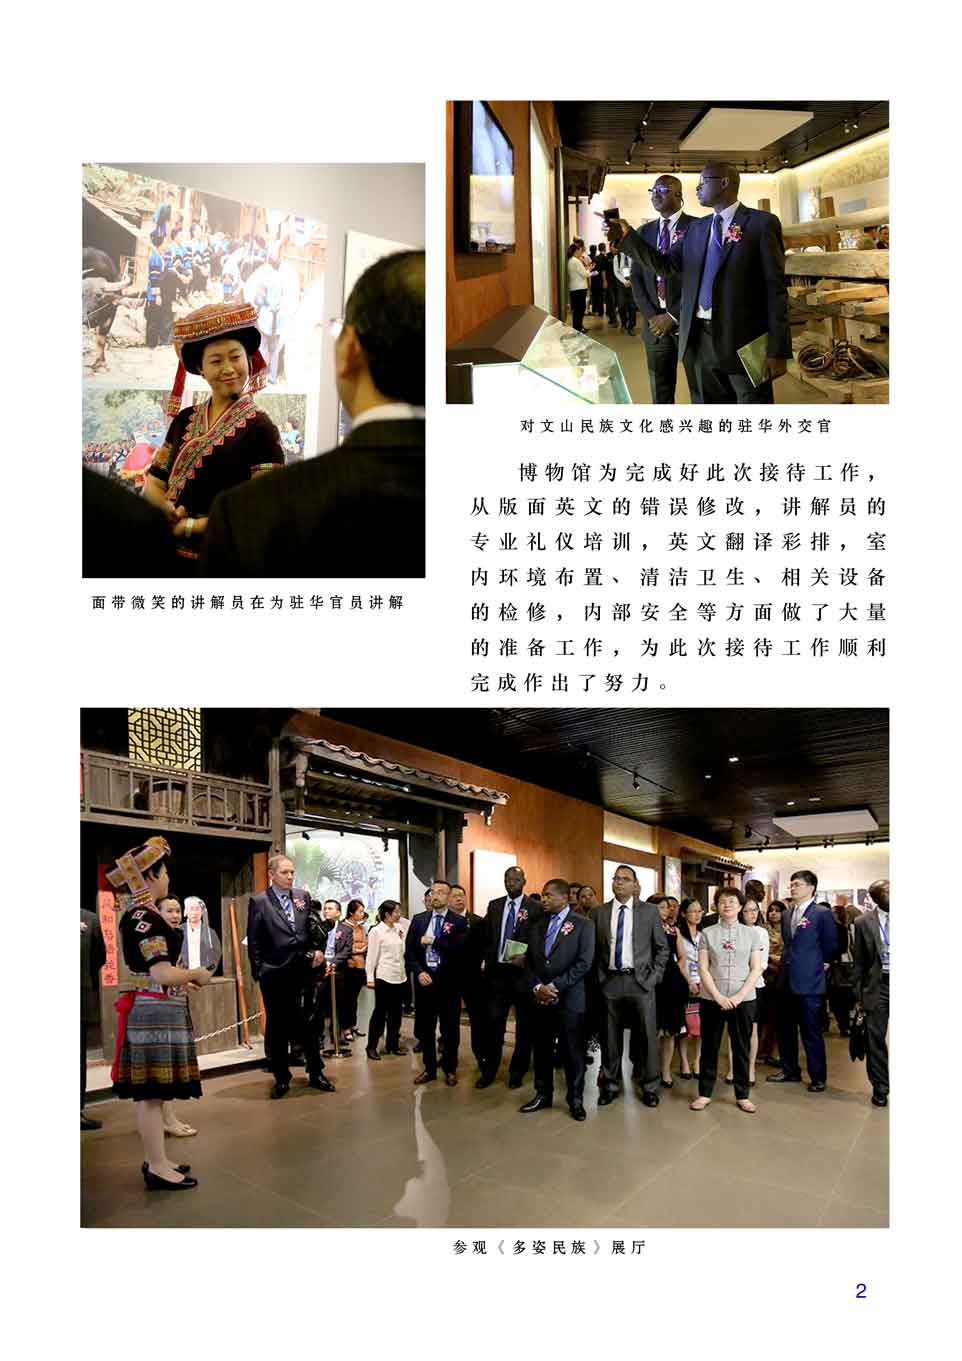 对文山民族文化感兴趣的驻华外交官
博物馆为完成好此次接待工作，
从版面英文的错误修改，讲解员的
专业礼仪培训，英文翻译彩排，室
内环境布置、清洁卫生、相关设备
的检修，内部安全等方面做了大量
的准备工作，为此次接待工作顺利
完成作出了努力。
面带微笑的讲解员在为驻华官员讲解
参观《多姿民族》展厅
2